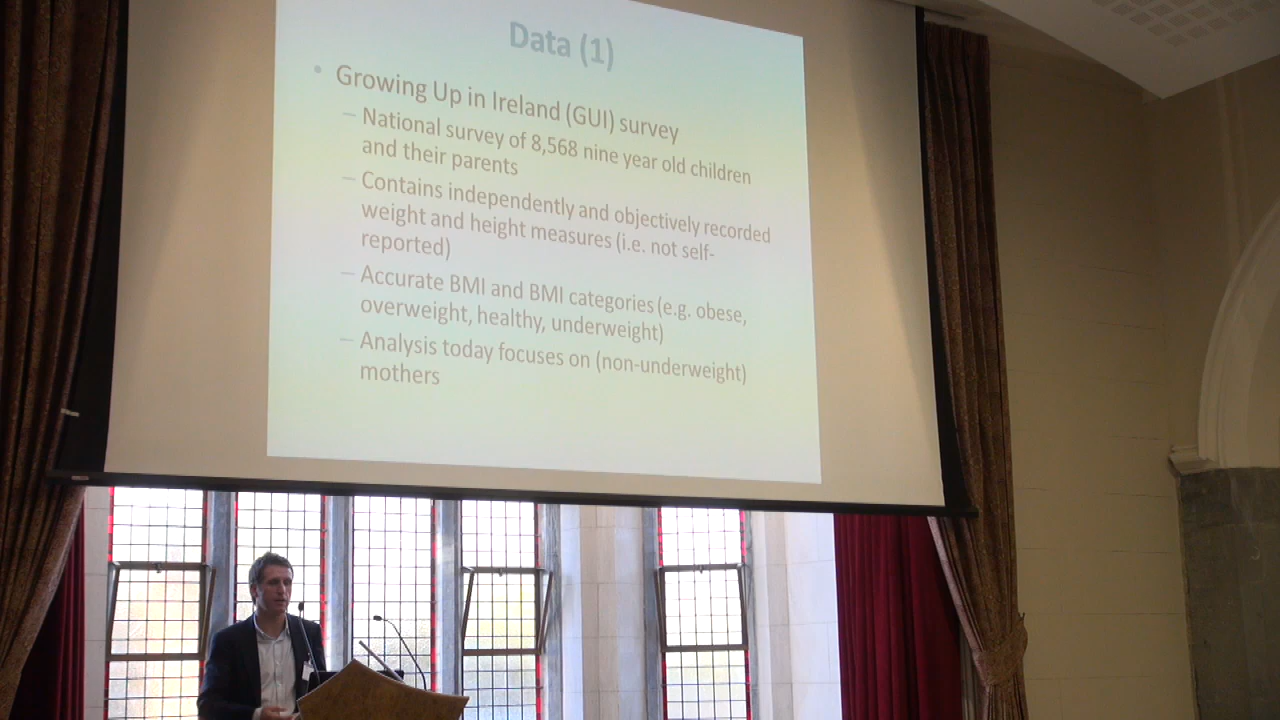 Data (1)
• Growing Up in Ireland (GUI) survey
– National survey of 8,568 nine year old children
and their parents
– Contains independently and objectively recorded
weight and height measures (i.e. not self-
reported)
– Accurate BMI and BMI categories (e.g. obese,
overweight, healthy, underweight)
– Analysis today focuses on (non-underweight)
mothers